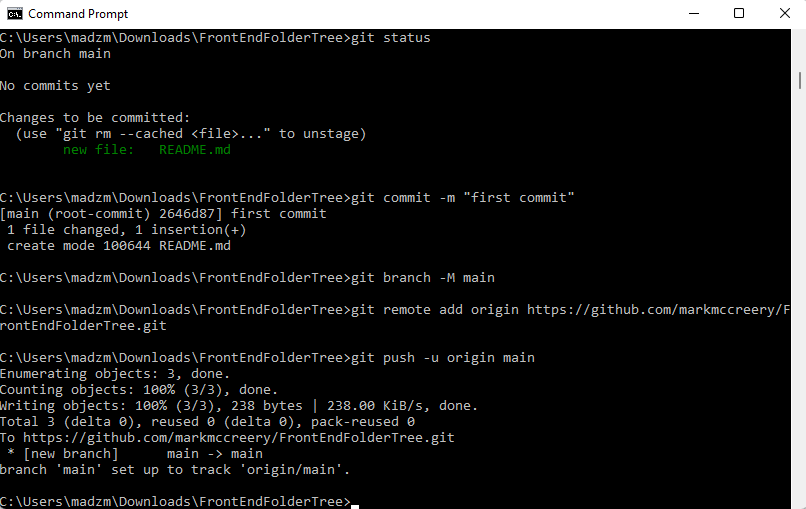 Command Prompt
C:\Users\madzm\Downloads\FrontEndFolderTree>git status
On branch main
No commits yet
Changes to be committed:
  (use "git rm --cached <file>..." to unstage)
        new file:   README.md
C:\Users\madzm\Downloads\FrontEndFolderTree>git commit -m "first commit"
[main (root-commit) 2646d87] first commit
 1 file changed, 1 insertion(+)
 create mode 100644 README.md
C:\Users\madzm\Downloads\FrontEndFolderTree>git branch -M main
C:\Users\madzm\Downloads\FrontEndFolderTree>git remote add origin https://github.com/markmccreery/F
rontEndFolderTree.git
C:\Users\madzm\Downloads\FrontEndFolderTree>git push -u origin main
Enumerating objects: 3, done.
Counting objects: 100% (3/3), done.
Writing objects: 100% (3/3), 238 bytes | 238.00 KiB/s, done.
Total 3 (delta 0), reused 0 (delta 0), pack-reused 0
To https://github.com/markmccreery/FrontEndFolderTree.git
 * [new branch]      main -> main
branch 'main' set up to track 'origin/main'.
C:\Users\madzm\Downloads\FrontEndFolderTree>